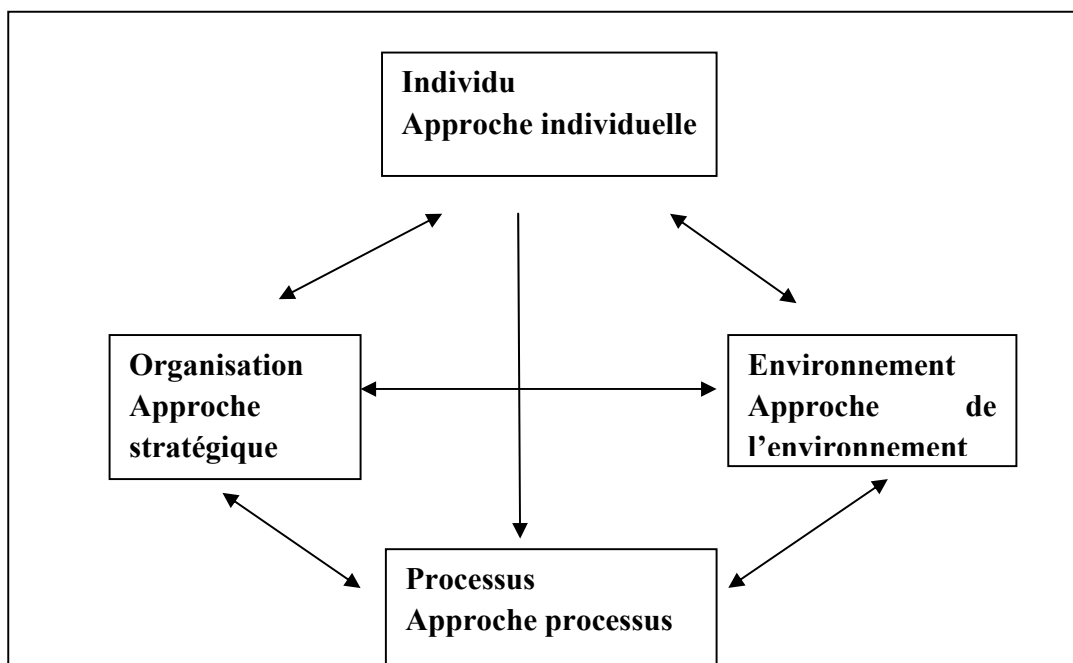 Individu
Approche individuelle
Organisation
Approche
stratégique
Environnement
Approche de
l’environnement
Processus
Approche processus